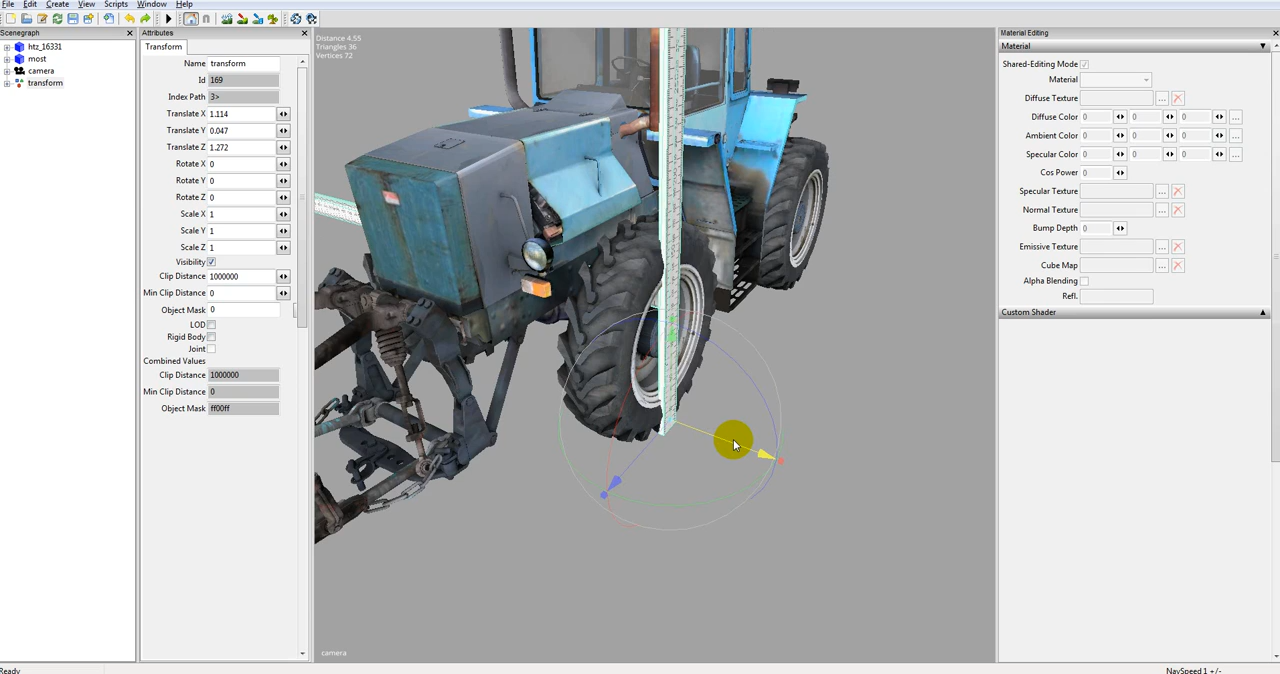 File Edit Create View Scripts Window Help
Scenegraph
htz_16331
most
camera
transform
Attributes
Transform
Name transform
Id 169
Index Path 3>
Translate X 1.114
Translate Y 0.047
Translate Z 1.272
Rotate X 0
Rotate Y 0
Rotate Z 0
Scale X 1
Scale Y 1
Scale Z 1
Visibility
Clip Distance 1000000
Min Clip Distance 0
Object Mask 0
LOD
Rigid Body
Joint
Combined Values
Clip Distance 1000000
Min Clip Distance 0
Object Mask ff00ff
Distance 4.55
Triangles 36
Vertices 72
camera
Material Editing
Material
Shared-Editing Mode
Material
Diffuse Texture ...
Diffuse Color 0 0 0 ...
Ambient Color 0 0 0 ...
Specular Color 0 0 0 ...
Cos Power 0
Specular Texture ...
Normal Texture ...
Bump Depth 0
Emissive Texture ...
Cube Map ...
Alpha Blending
Refl.
Custom Shader
Ready
NavSpeed 1 +/-